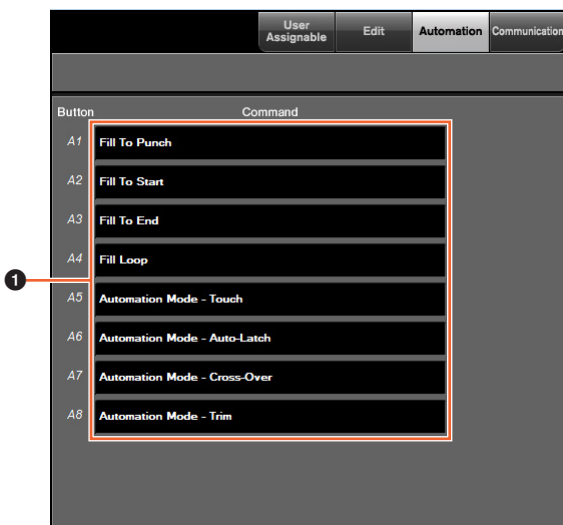 User Assignable Edit Automation Communication
Button Command
A1 Fill To Punch
A2 Fill To Start
A3 Fill To End
A4 Fill Loop
1
A5 Automation Mode - Touch
A6 Automation Mode - Auto-Latch
A7 Automation Mode - Cross-Over
A8 Automation Mode - Trim